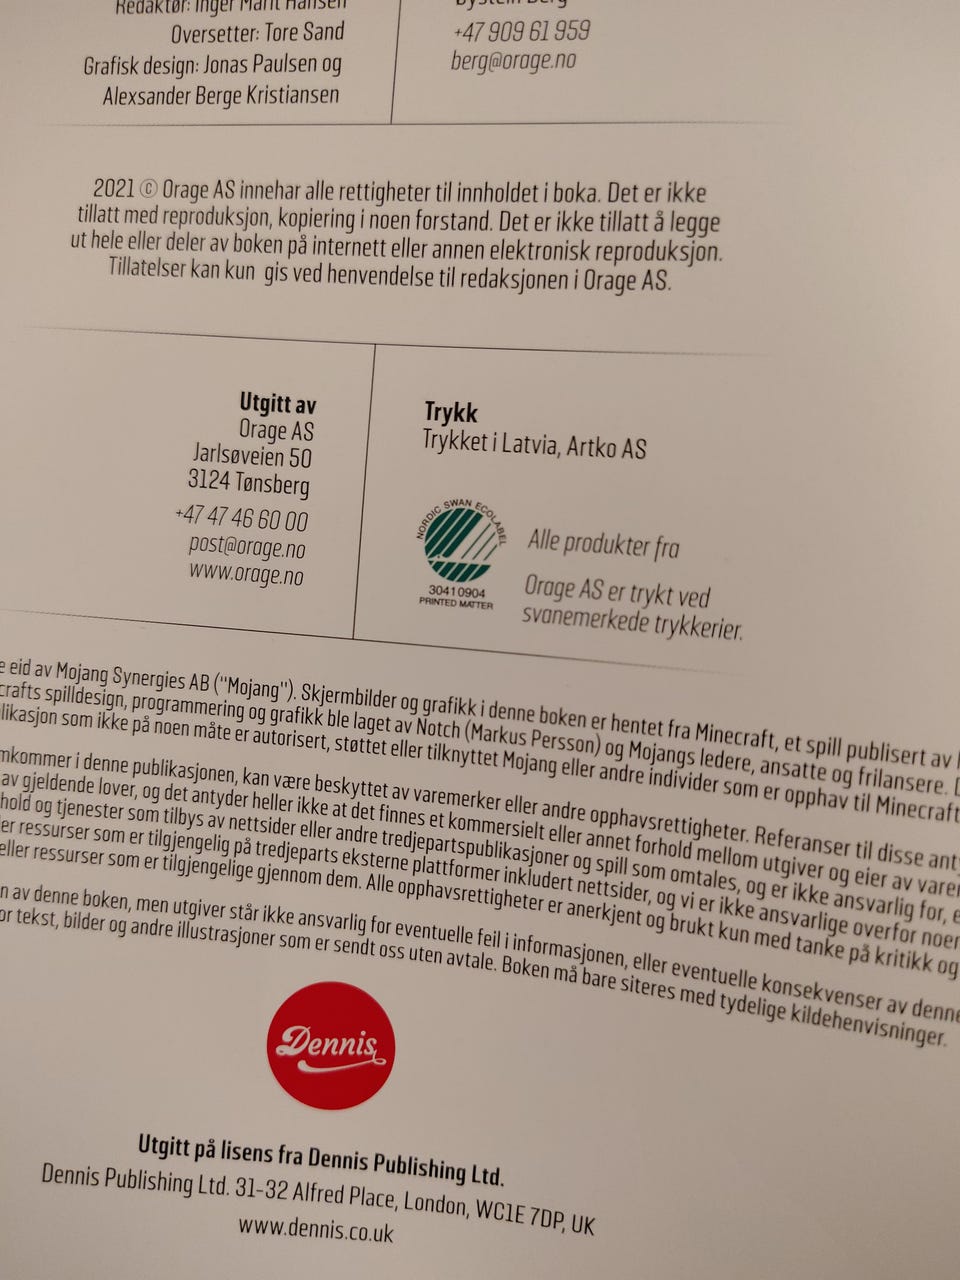 Redaktør: Inger Marit Hansen
Oversetter: Tore Sand
Grafisk design: Jonas Paulsen og
Alexsander Berge Kristiansen
Øystein Berg
+47 909 61 959
berg@orage.no
2021 © Orage AS innehar alle rettigheter til innholdet i boka. Det er ikke
tillatt med reproduksjon, kopiering i noen forstand. Det er ikke tillatt å legge
ut hele eller deler av boken på internett eller annen elektronisk reproduksjon.
Tillatelser kan kun gis ved henvendelse til redaksjonen i Orage AS.
Utgitt av
Orage AS
Jarlsøveien 50
3124 Tønsberg
+47 47 46 60 00
post@orage.no
www.orage.no
Trykk
Trykket i Latvia, Artko AS
NORDIC SWAN ECOLABEL
30410904
PRINTED MATTER
Alle produkter fra
Orage AS er trykt ved
svanemerkede trykkerier.
e eid av Mojang Synergies AB ("Mojang"). Skjermbilder og grafikk i denne boken er hentet fra Minecraft, et spill publisert av
crafts spilldesign, programmering og grafikk ble laget av Notch (Markus Persson) og Mojangs ledere, ansatte og frilansere. D
likasjon som ikke på noen måte er autorisert, støttet eller tilknyttet Mojang eller andre individer som er opphav til Minecraft
mkommer i denne publikasjonen, kan være beskyttet av varemerker eller andre opphavsrettigheter. Referanser til disse anty
av gjeldende lover, og det antyder heller ikke at det finnes et kommersielt eller annet forhold mellom utgiver og eier av varem
hold og tjenester som tilbys av nettsider eller andre tredjepartspublikasjoner og spill som omtales, og er ikke ansvarlig for, e
er ressurser som er tilgjengelig på tredjeparts eksterne plattformer inkludert nettsider, og vi er ikke ansvarlige overfor noen
eller ressurser som er tilgjengelige gjennom dem. Alle opphavsrettigheter er anerkjent og brukt kun med tanke på kritikk og
n av denne boken, men utgiver står ikke ansvarlig for eventuelle feil i informasjonen, eller eventuelle konsekvenser av denne
or tekst, bilder og andre illustrasjoner som er sendt oss uten avtale. Boken må bare siteres med tydelige kildehenvisninger.
Dennis
Utgitt på lisens fra Dennis Publishing Ltd.
Dennis Publishing Ltd. 31-32 Alfred Place, London, WC1E 7DP, UK
www.dennis.co.uk